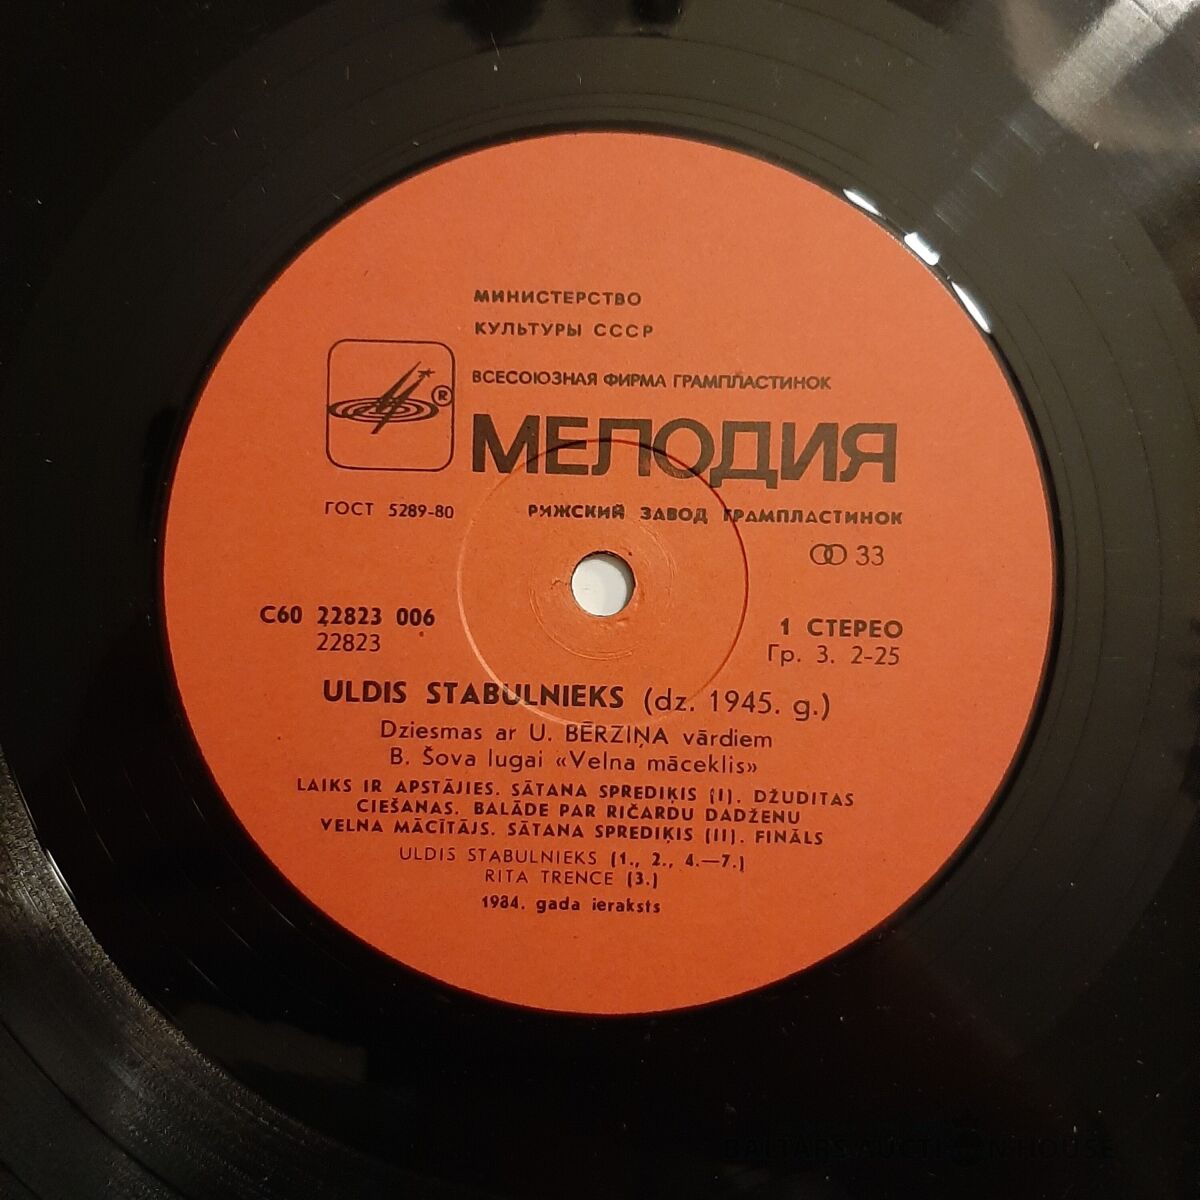 МИНИСТЕРСТВО
КУЛЬТУРЫ СССР
ВСЕСОЮЗНАЯ ФИРМА ГРАМПЛАСТИНОК
®
МЕЛОДИЯ
ГОСТ 5289-80
РИЖСКИЙ ЗАВОД ГРАМПЛАСТИНОК
33
С60 22823 006
22823
1 СТЕРЕО
Гр. 3. 2-25
ULDIS STABULNIEKS (dz. 1945. g.)
Dziesmas ar U. BĒRZIŅA vārdiem
B. Šova lugai «Velna māceklis»
LAIKS IR APSTĀJIES. SĀTANA SPREDIĶIS (I). DŽUDITAS
CIEŠANAS. BALĀDE PAR RIČARDU DADŽENU
VELNA MĀCĪTĀJS. SĀTANA SPREDIĶIS (II). FINĀLS
ULDIS STABULNIEKS (1., 2., 4.—7.)
RITA TRENCE (3.)
1984. gada ieraksts
BALTARS AUCTION HOUSE